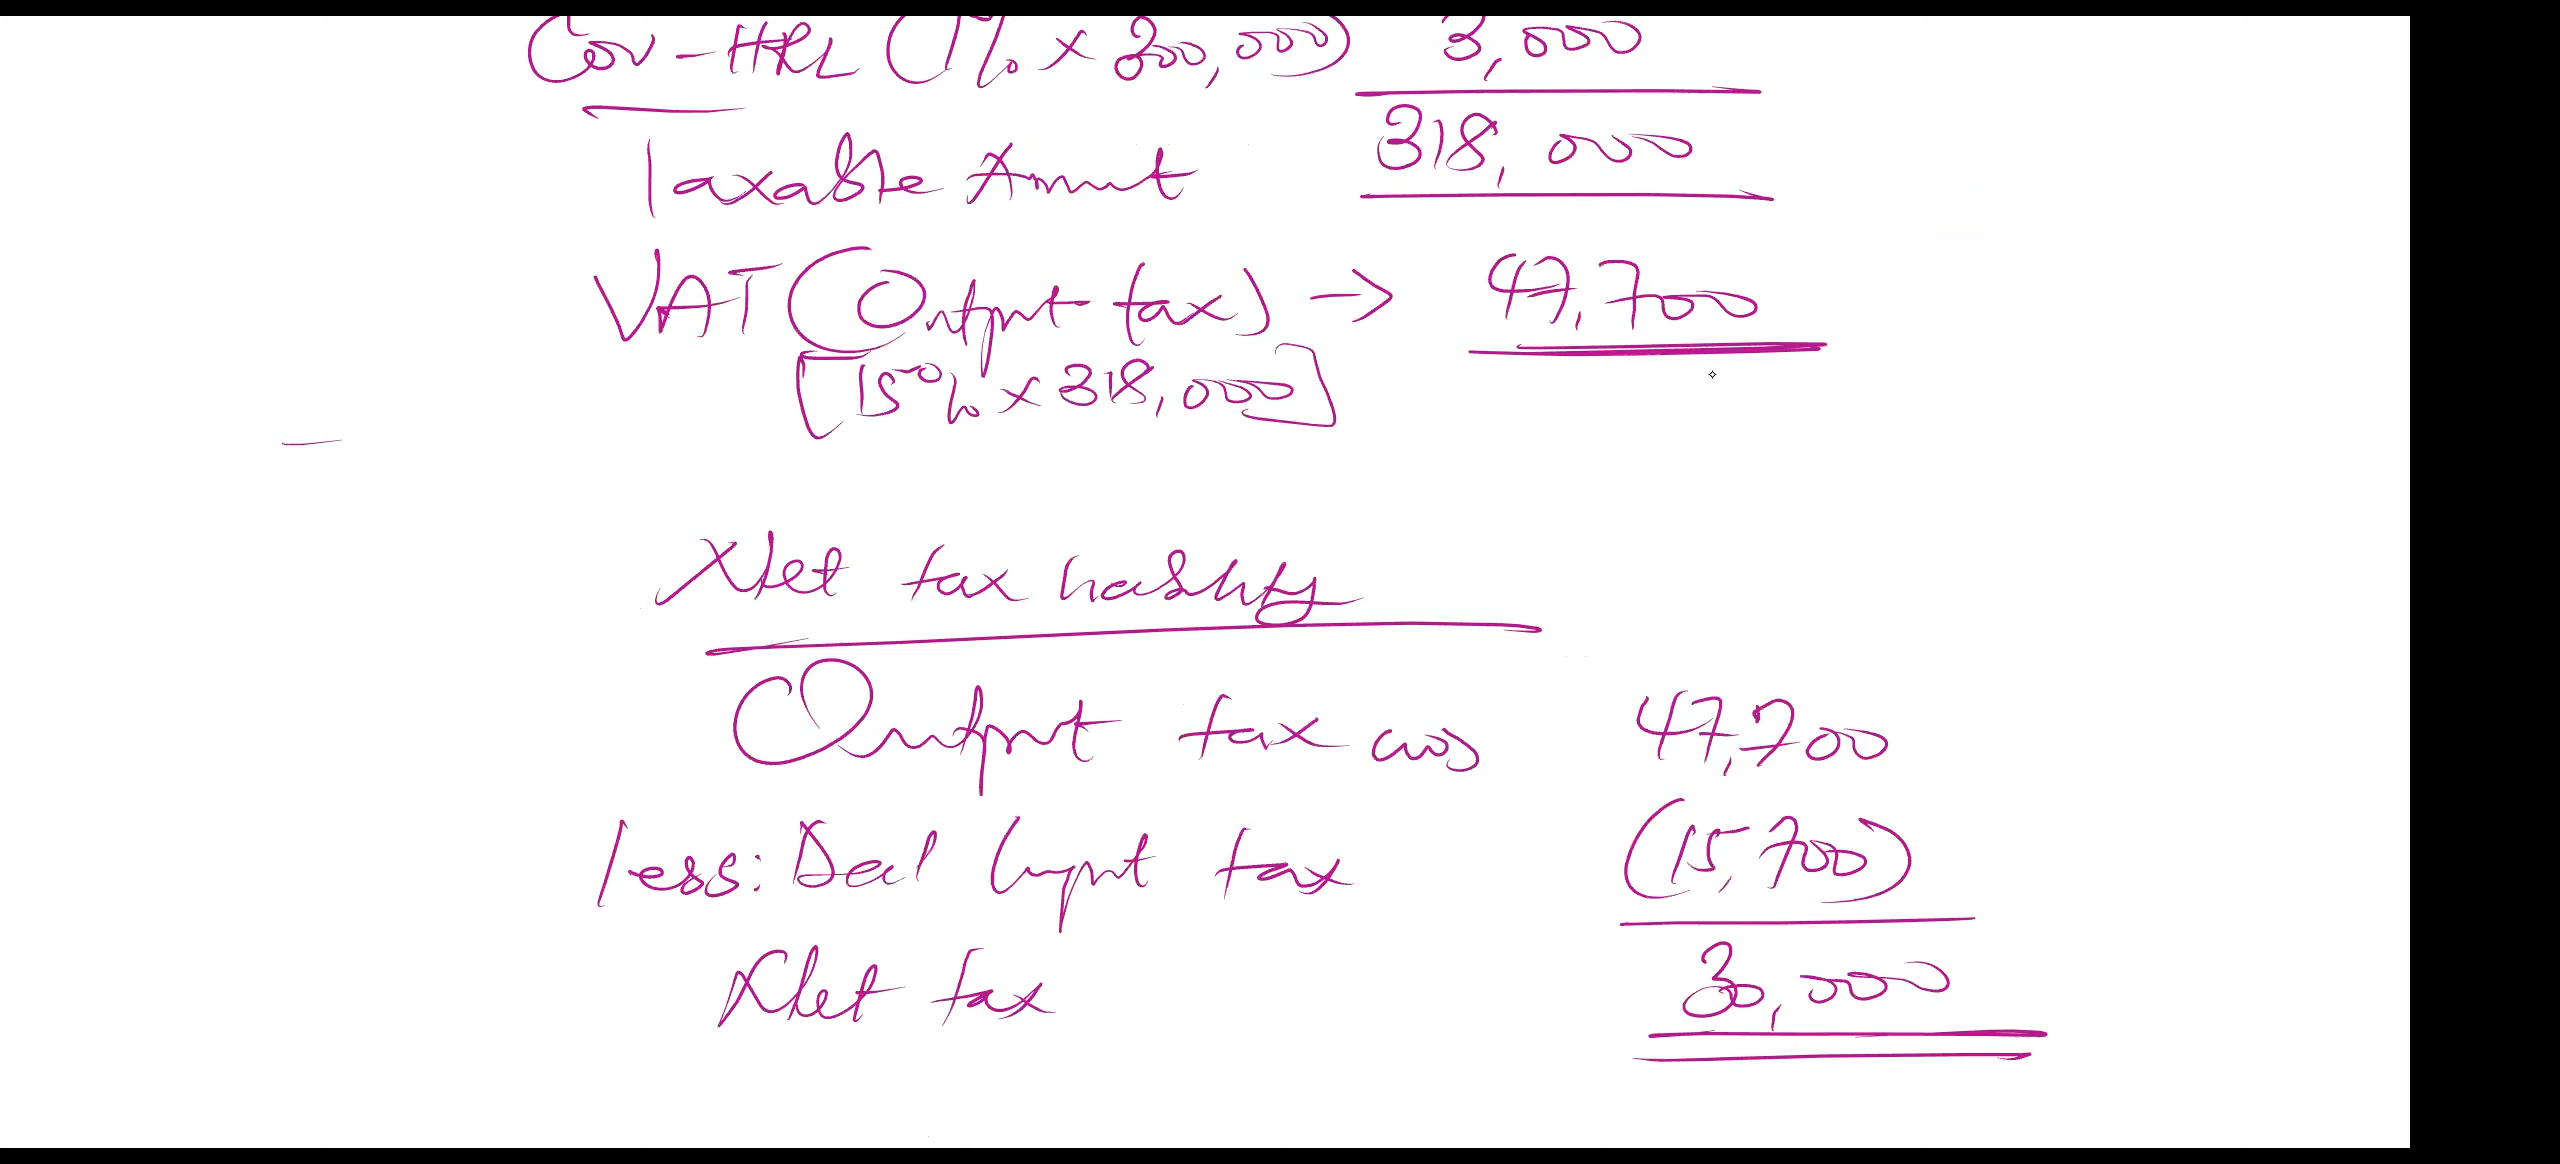 Cov-HRL (1% × 300,000) 3,000
Taxable Amount 318,000
VAT (Output tax) → 47,700
[15% × 318,000]
Net tax liability
Output tax 47,700
less: Ded Input tax (15,700)
Net tax 30,000